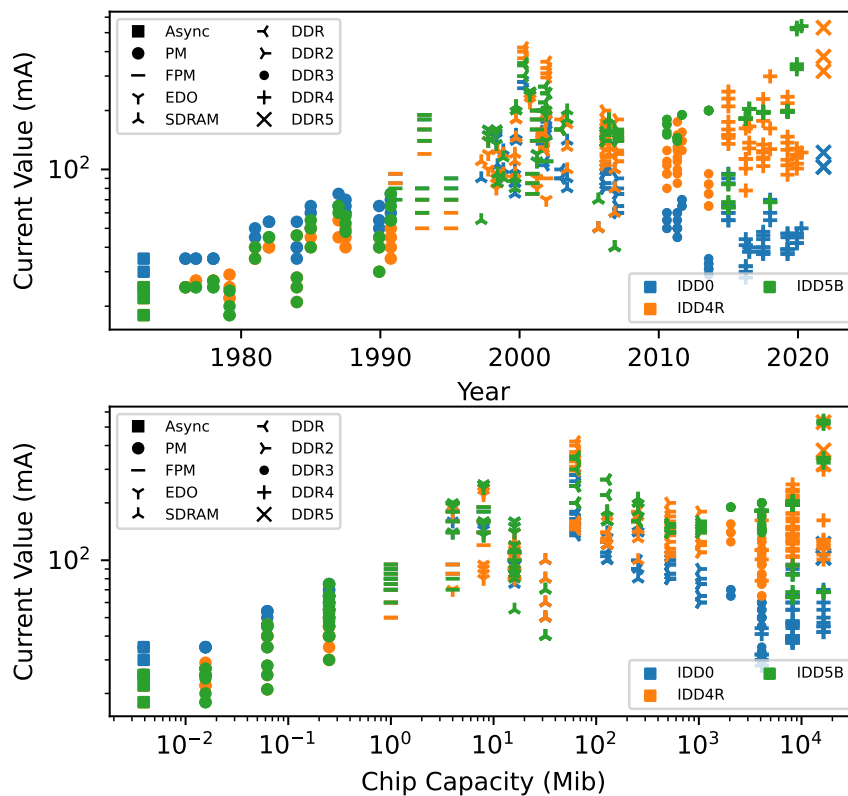 Current Value (mA)
10²
Async
PM
FPM
EDO
SDRAM
DDR
DDR2
DDR3
DDR4
DDR5
IDD0
IDD4R
IDD5B
1980 1990 2000 2010 2020
Year
Current Value (mA)
10²
Async
PM
FPM
EDO
SDRAM
DDR
DDR2
DDR3
DDR4
DDR5
IDD0
IDD4R
IDD5B
10⁻² 10⁻¹ 10⁰ 10¹ 10² 10³ 10⁴
Chip Capacity (Mib)